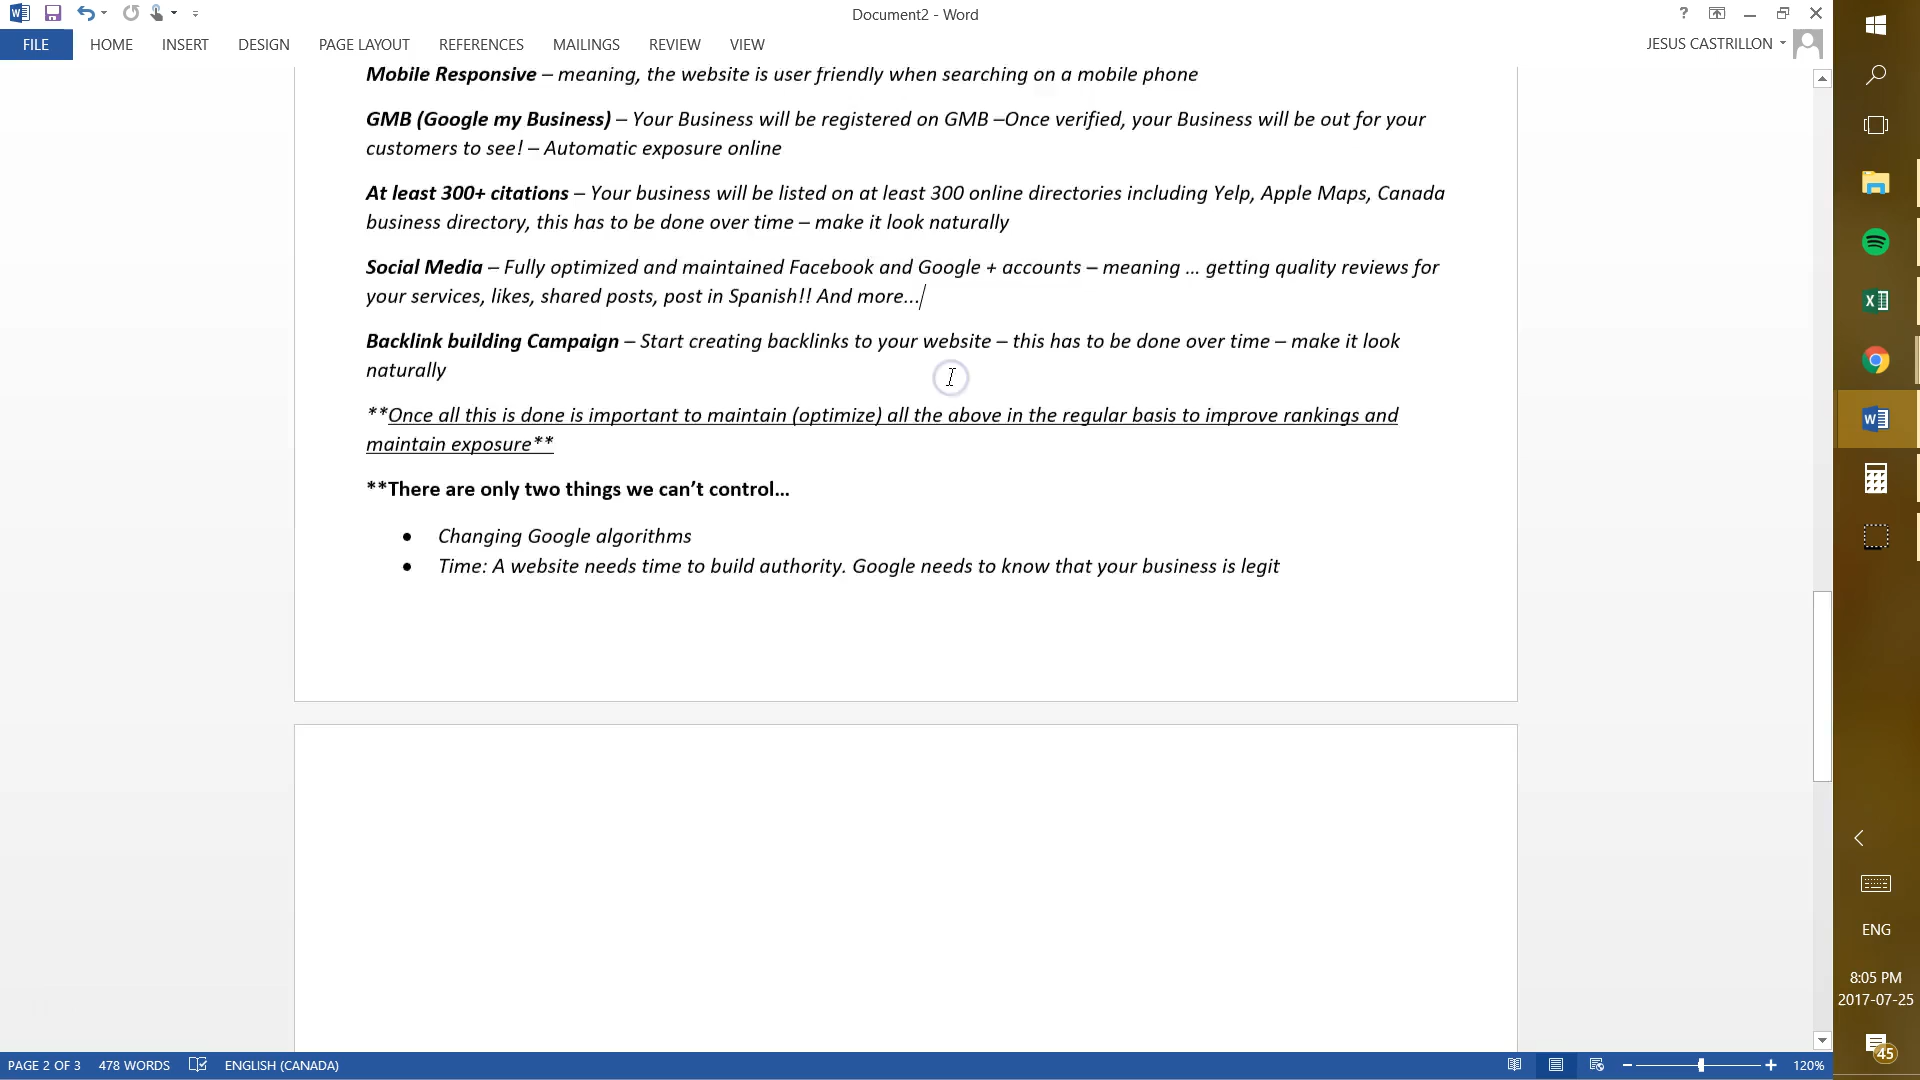 Document2 - Word
FILE HOME INSERT DESIGN PAGE LAYOUT REFERENCES MAILINGS REVIEW VIEW
JESUS CASTRILLON
Mobile Responsive – meaning, the website is user friendly when searching on a mobile phone
GMB (Google my Business) – Your Business will be registered on GMB –Once verified, your Business will be out for your
customers to see! – Automatic exposure online
At least 300+ citations – Your business will be listed on at least 300 online directories including Yelp, Apple Maps, Canada
business directory, this has to be done over time – make it look naturally
Social Media – Fully optimized and maintained Facebook and Google + accounts – meaning … getting quality reviews for
your services, likes, shared posts, post in Spanish!! And more…
Backlink building Campaign – Start creating backlinks to your website – this has to be done over time – make it look
naturally
**Once all this is done is important to maintain (optimize) all the above in the regular basis to improve rankings and
maintain exposure**
**There are only two things we can’t control…
• Changing Google algorithms
• Time: A website needs time to build authority. Google needs to know that your business is legit
ENG
8:05 PM
2017-07-25
45
PAGE 2 OF 3 478 WORDS ENGLISH (CANADA) 120%